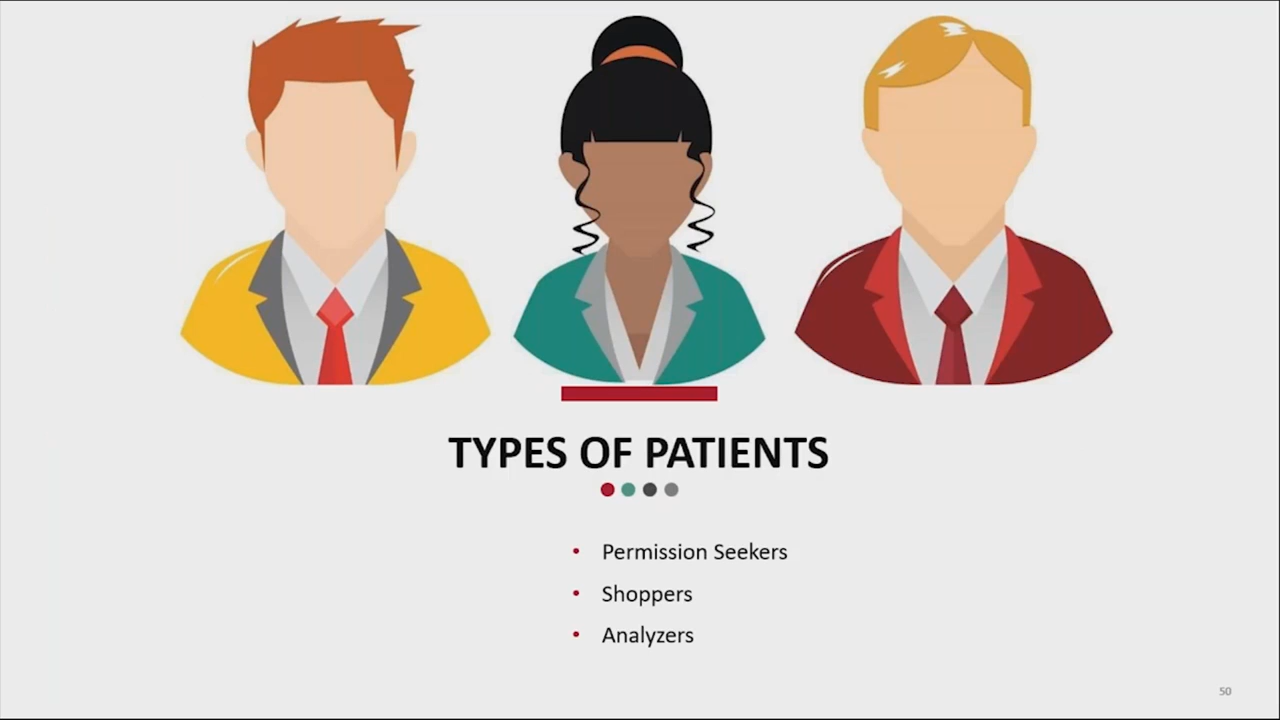 TYPES OF PATIENTS
• Permission Seekers
• Shoppers
• Analyzers
50